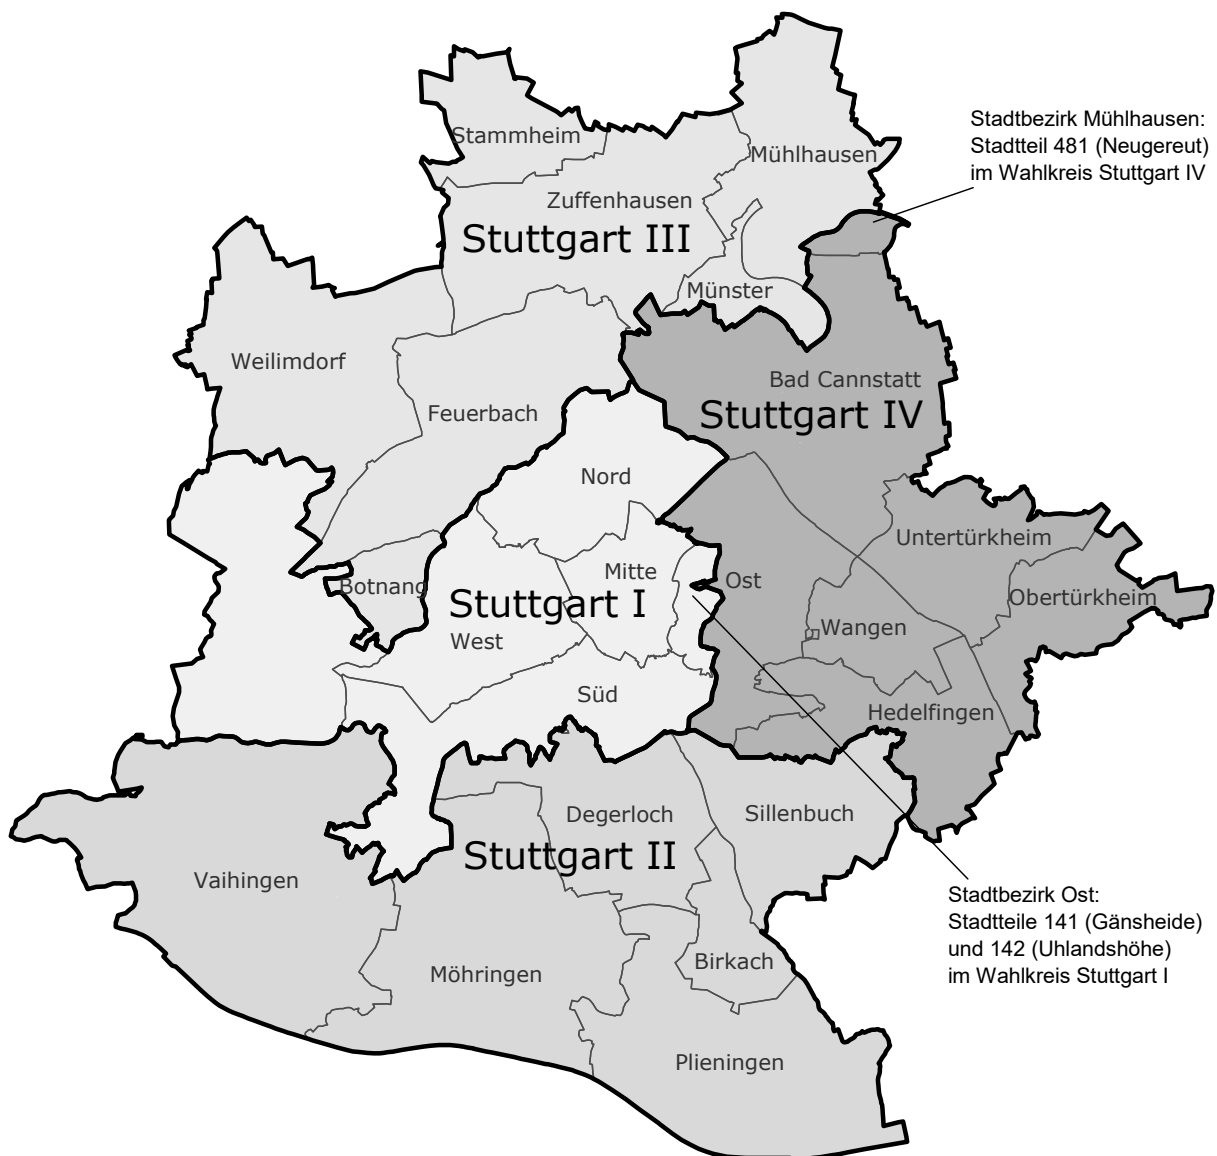 Stadtbezirk Mühlhausen:
Stadtteil 481 (Neugereut)
im Wahlkreis Stuttgart IV
Stammheim
Mühlhausen
Zuffenhausen
Stuttgart III
Münster
Weilimdorf
Bad Cannstatt
Feuerbach
Stuttgart IV
Nord
Untertürkheim
Mitte
Ost
Botnang
Obertürkheim
Stuttgart I
West
Wangen
Süd
Hedelfingen
Degerloch
Sillenbuch
Stuttgart II
Vaihingen
Stadtbezirk Ost:
Stadtteile 141 (Gänsheide)
und 142 (Uhlandshöhe)
im Wahlkreis Stuttgart I
Birkach
Möhringen
Plieningen